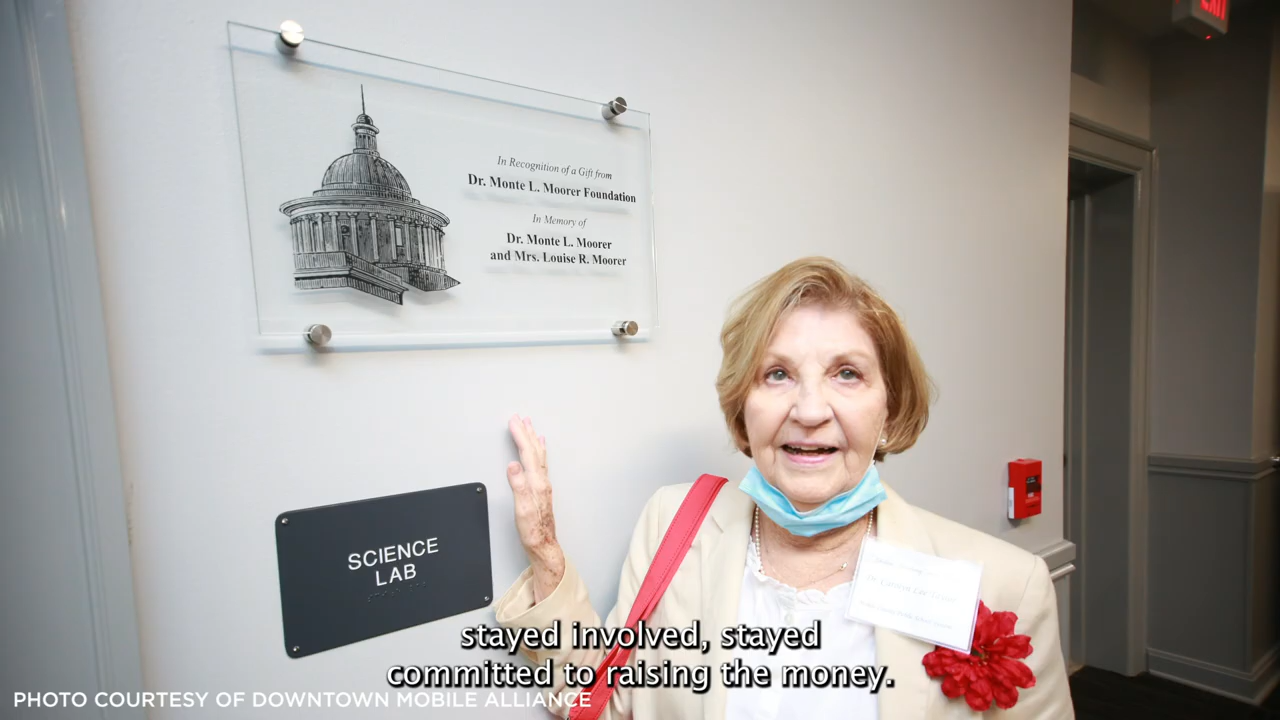 In Recognition of a Gift from
Dr. Monte L. Moorer Foundation
In Memory of
Dr. Monte L. Moorer
and Mrs. Louise R. Moorer
SCIENCE
LAB
EXIT
stayed involved, stayed
committed to raising the money.
PHOTO COURTESY OF DOWNTOWN MOBILE ALLIANCE